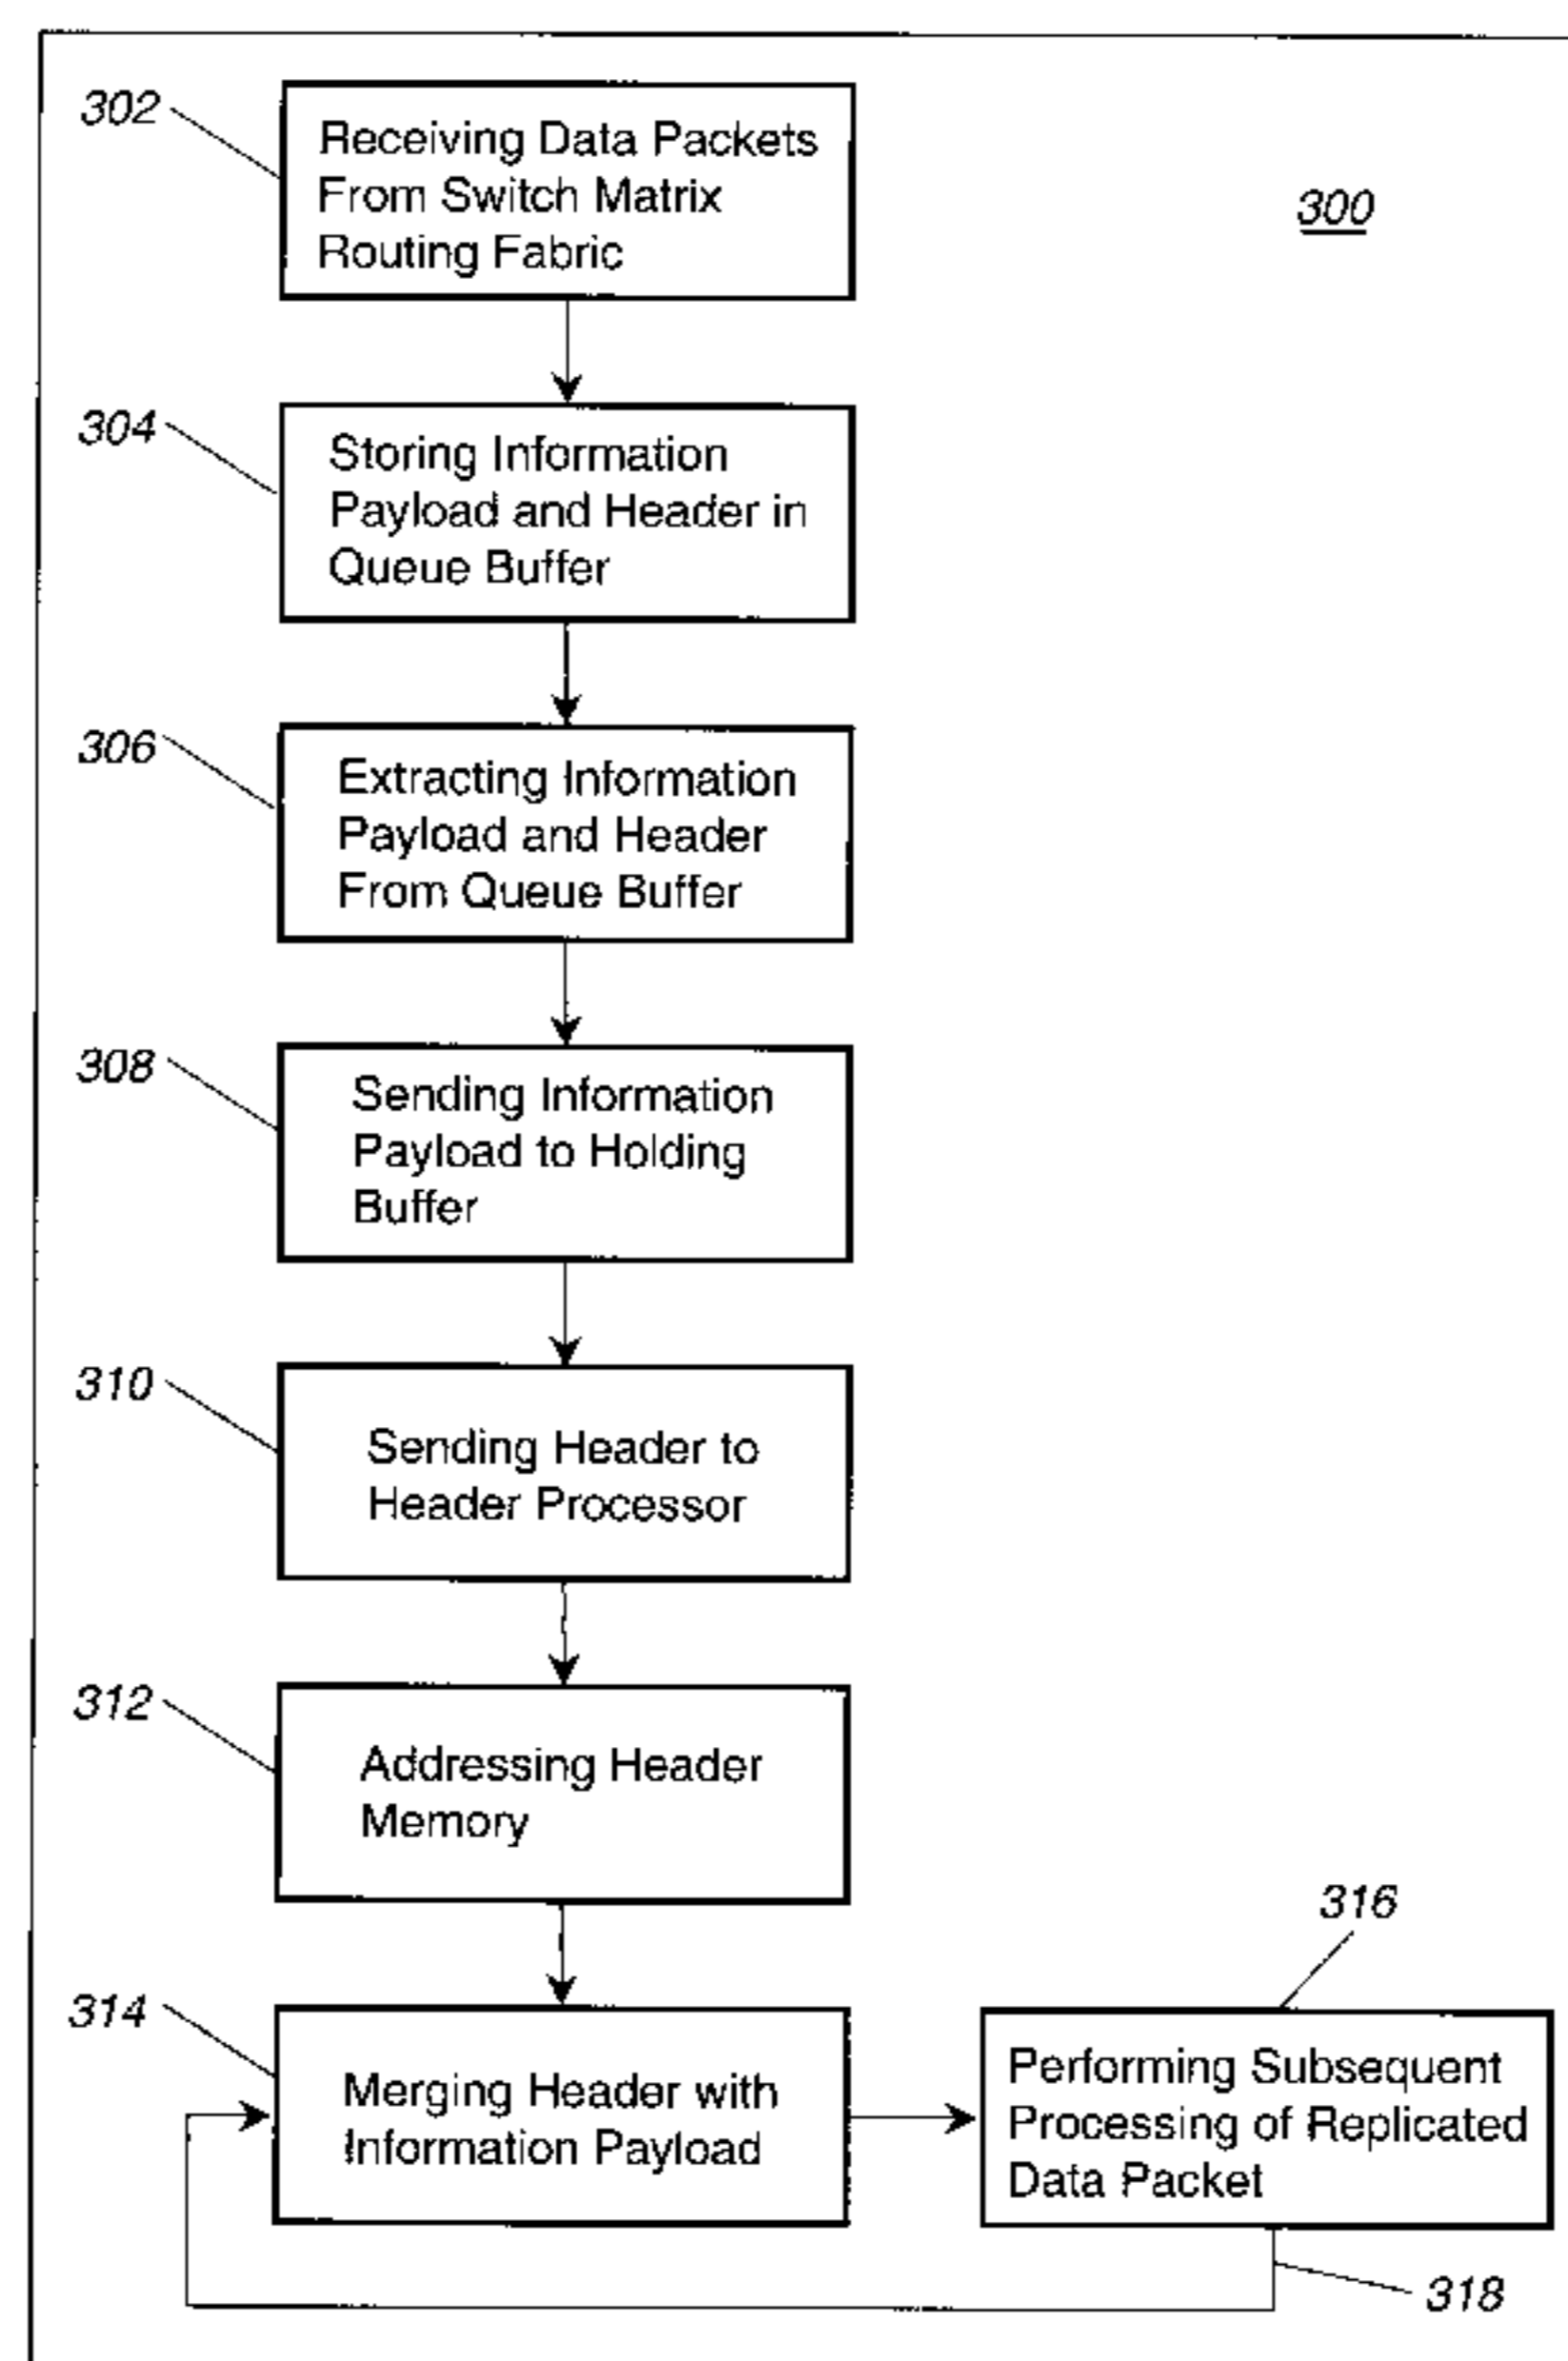 302
Receiving Data Packets
From Switch Matrix
Routing Fabric
300
304
Storing Information
Payload and Header in
Queue Buffer
306
Extracting Information
Payload and Header
From Queue Buffer
308
Sending Information
Payload to Holding
Buffer
310
Sending Header to
Header Processor
312
Addressing Header
Memory
314
Merging Header with
Information Payload
316
Performing Subsequent
Processing of Replicated
Data Packet
318